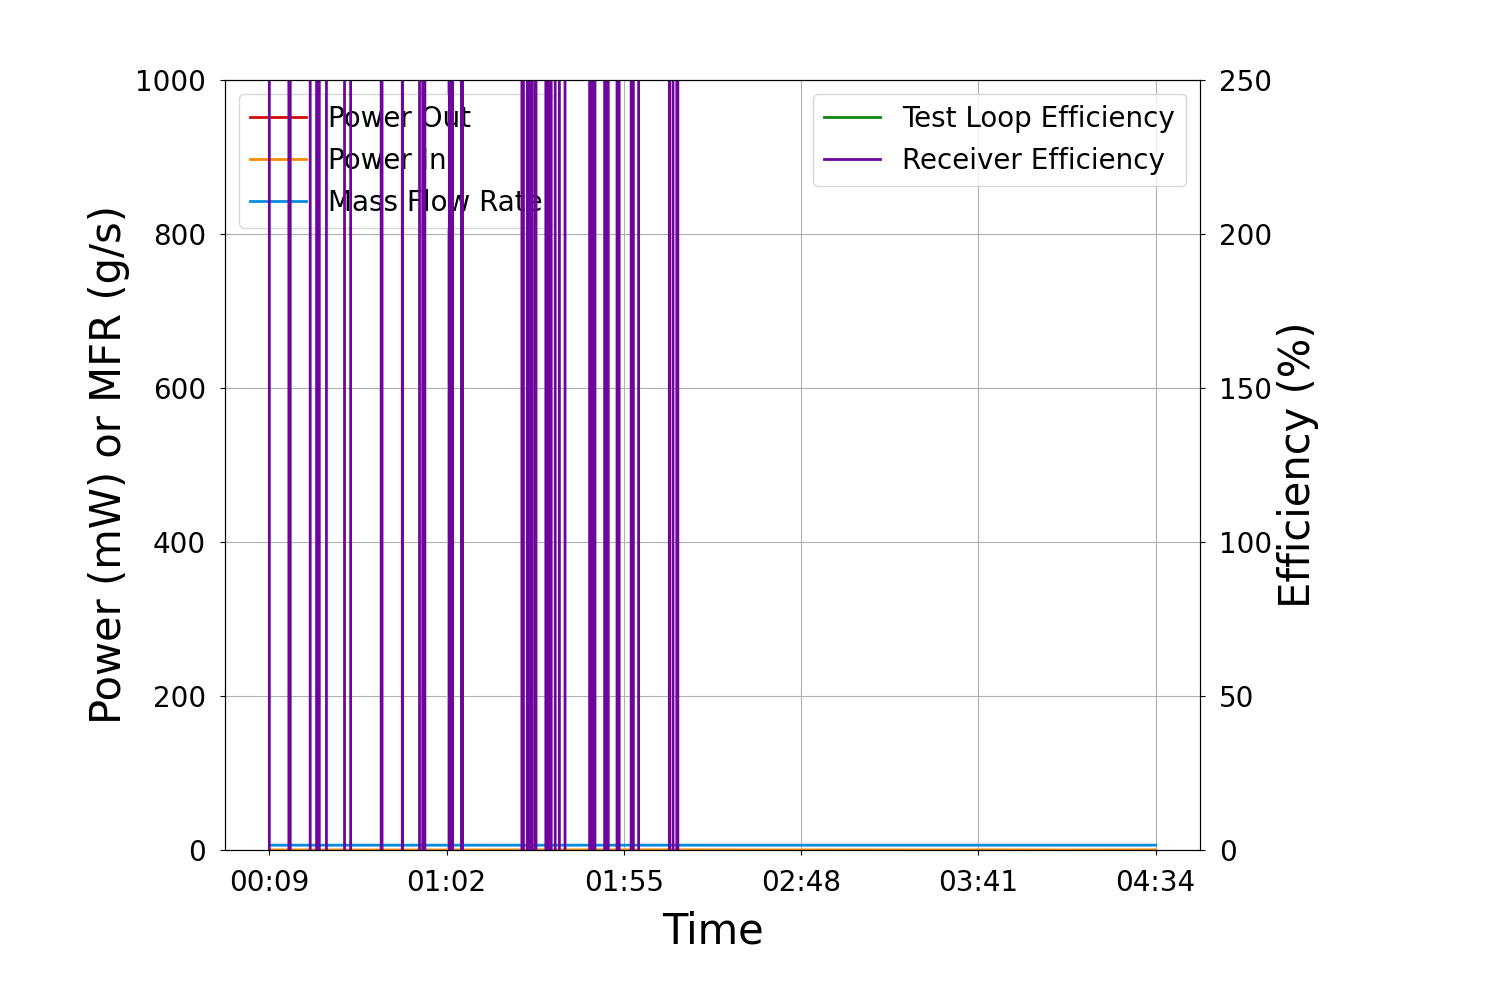 1000
800
600
400
200
0
Power (mW) or MFR (g/s)
Power Out
Power In
Mass Flow Rate
Test Loop Efficiency
Receiver Efficiency
250
200
150
100
50
0
Efficiency (%)
00:09 01:02 01:55 02:48 03:41 04:34
Time